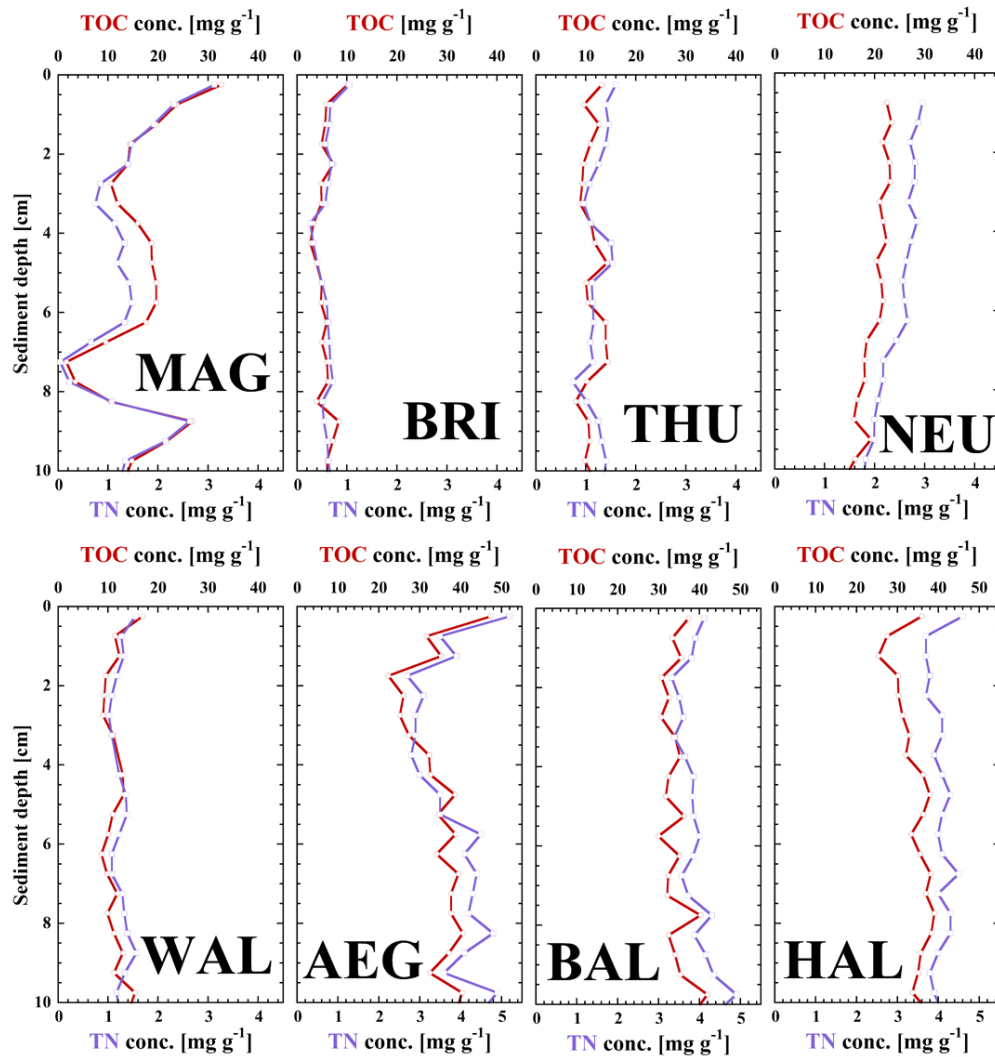 TOC conc. [mg g-1] TOC conc. [mg g-1] TOC conc. [mg g-1] TOC conc. [mg g-1]
0 10 20 30 40 0 10 20 30 40 0 10 20 30 40 0 10 20 30 40
0
2
4
Sediment depth [cm]
6
8
10
MAG BRI THU NEU
0 1 2 3 4 0 1 2 3 4 0 1 2 3 4 0 1 2 3 4
TN conc. [mg g-1] TN conc. [mg g-1] TN conc. [mg g-1] TN conc. [mg g-1]
TOC conc. [mg g-1] TOC conc. [mg g-1] TOC conc. [mg g-1] TOC conc. [mg g-1]
0 10 20 30 40 0 10 20 30 40 50 0 10 20 30 40 50 0 10 20 30 40 50
0
2
4
Sediment depth [cm]
6
8
10
WAL AEG BAL HAL
0 1 2 3 4 0 1 2 3 4 5 0 1 2 3 4 5 0 1 2 3 4 5
TN conc. [mg g-1] TN conc. [mg g-1] TN conc. [mg g-1] TN conc. [mg g-1]